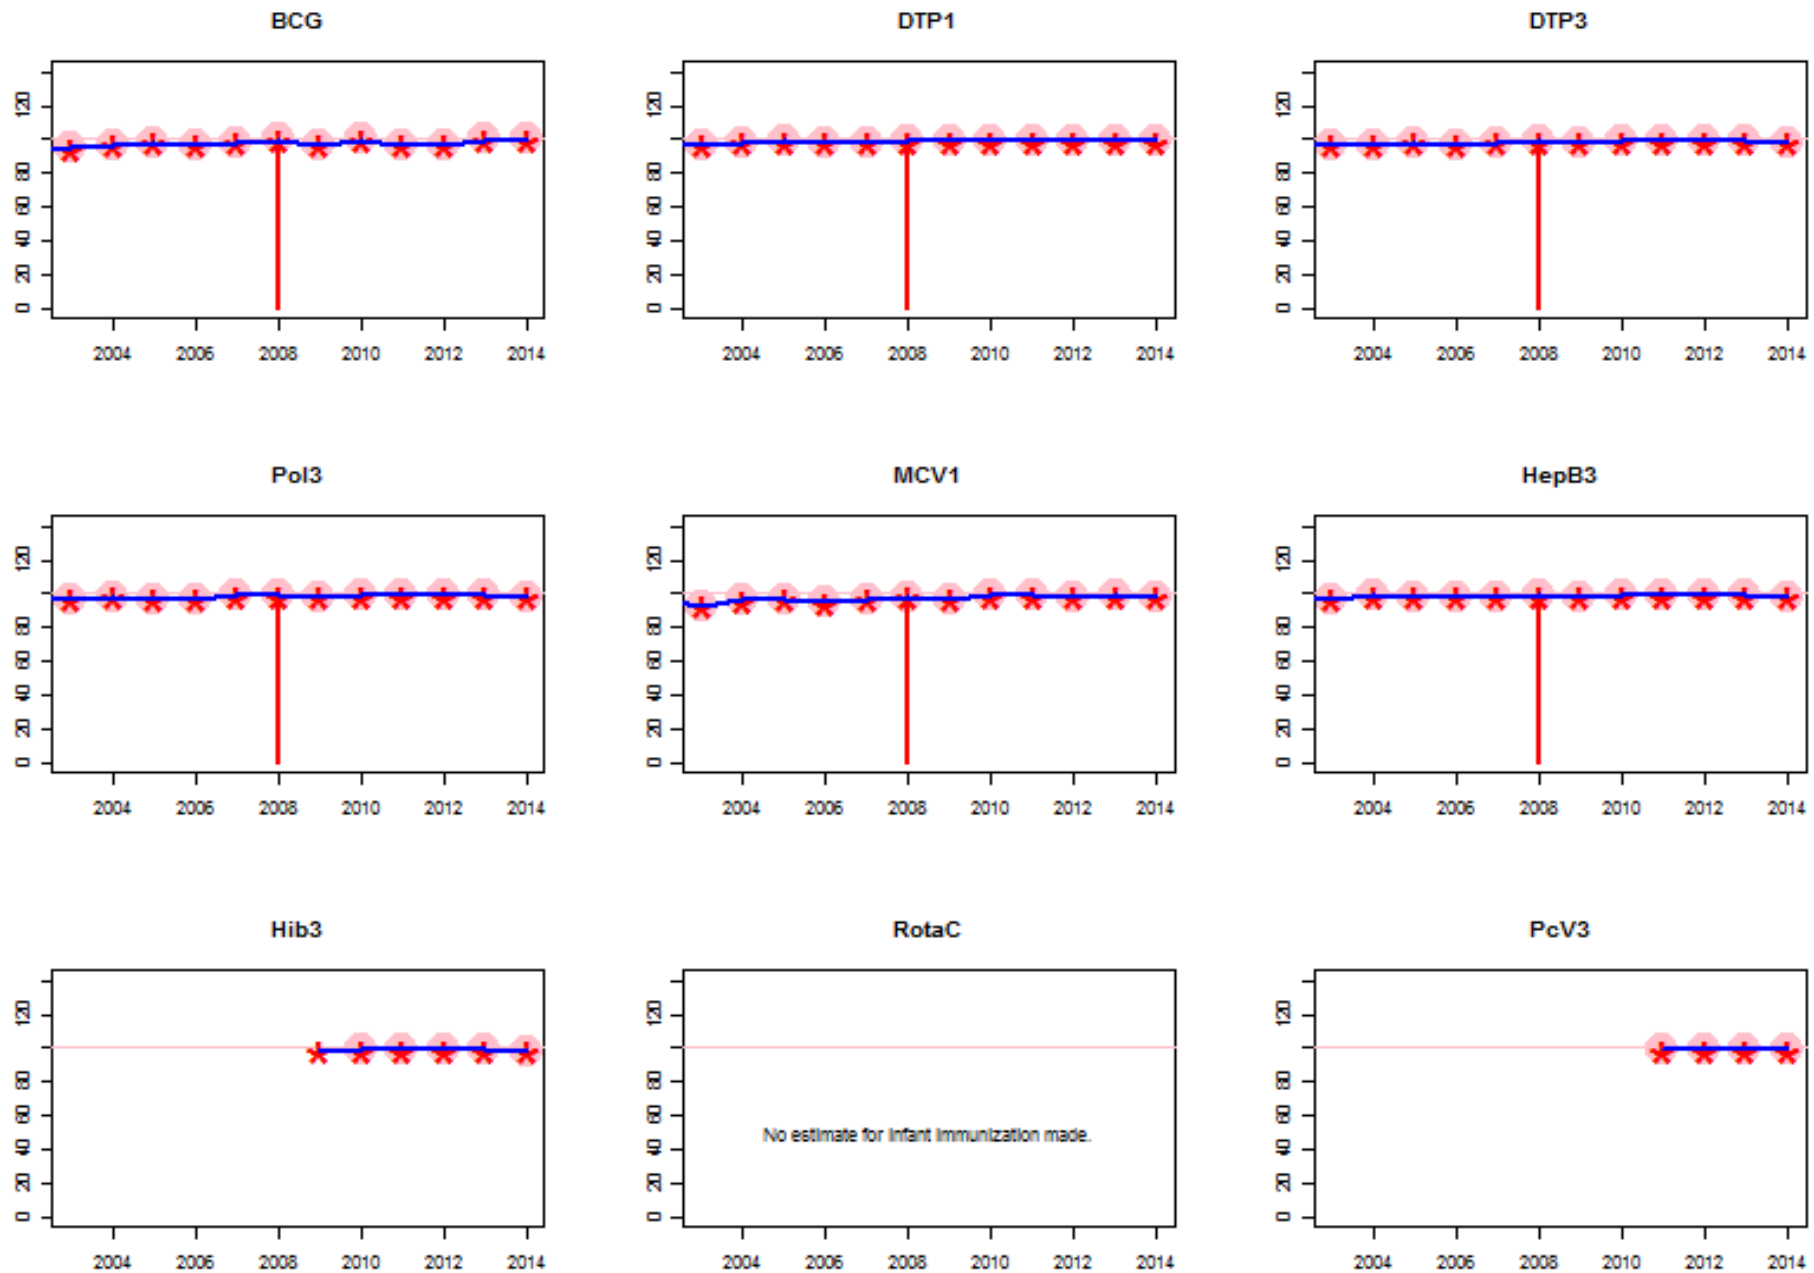 BCG
DTP1
DTP3
0 20 40 60 80 120
0 20 40 60 80 120
0 20 40 60 80 120
2004 2006 2008 2010 2012 2014
2004 2006 2008 2010 2012 2014
2004 2006 2008 2010 2012 2014
Pol3
MCV1
HepB3
0 20 40 60 80 120
0 20 40 60 80 120
0 20 40 60 80 120
2004 2006 2008 2010 2012 2014
2004 2006 2008 2010 2012 2014
2004 2006 2008 2010 2012 2014
Hib3
RotaC
PcV3
0 20 40 60 80 120
0 20 40 60 80 120
No estimate for infant immunization made.
0 20 40 60 80 120
2004 2006 2008 2010 2012 2014
2004 2006 2008 2010 2012 2014
2004 2006 2008 2010 2012 2014